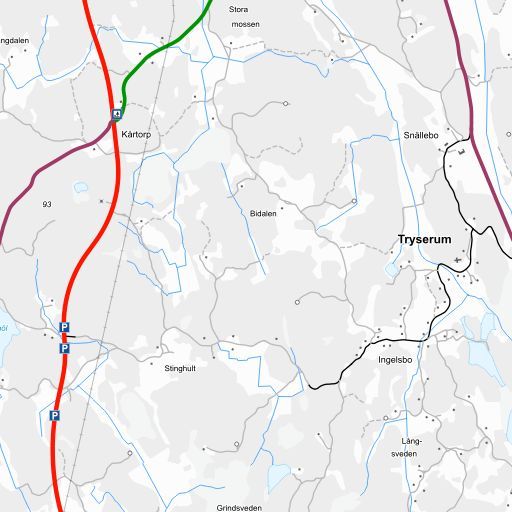 Stora
mossen
ngdalen
Kårtorp
Snällebo
93
Bidalen
Tryserum
P
P
Stinghult
Ingelsbo
P
Lång-
sveden
Grindsveden